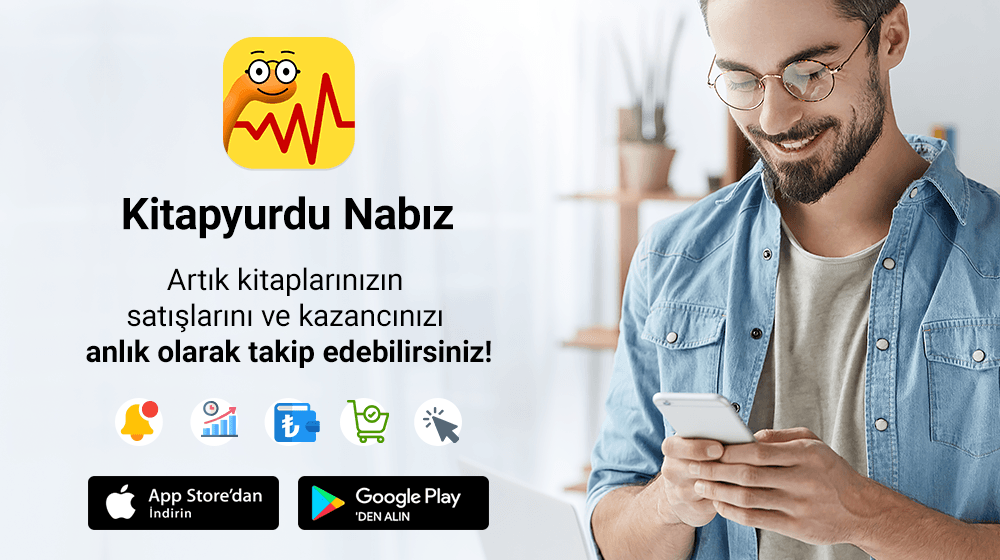 Kitapyurdu Nabız
Artık kitaplarınızın
satışlarını ve kazancınızı
anlık olarak takip edebilirsiniz!
App Store'dan
İndirin
Google Play
'DEN ALIN